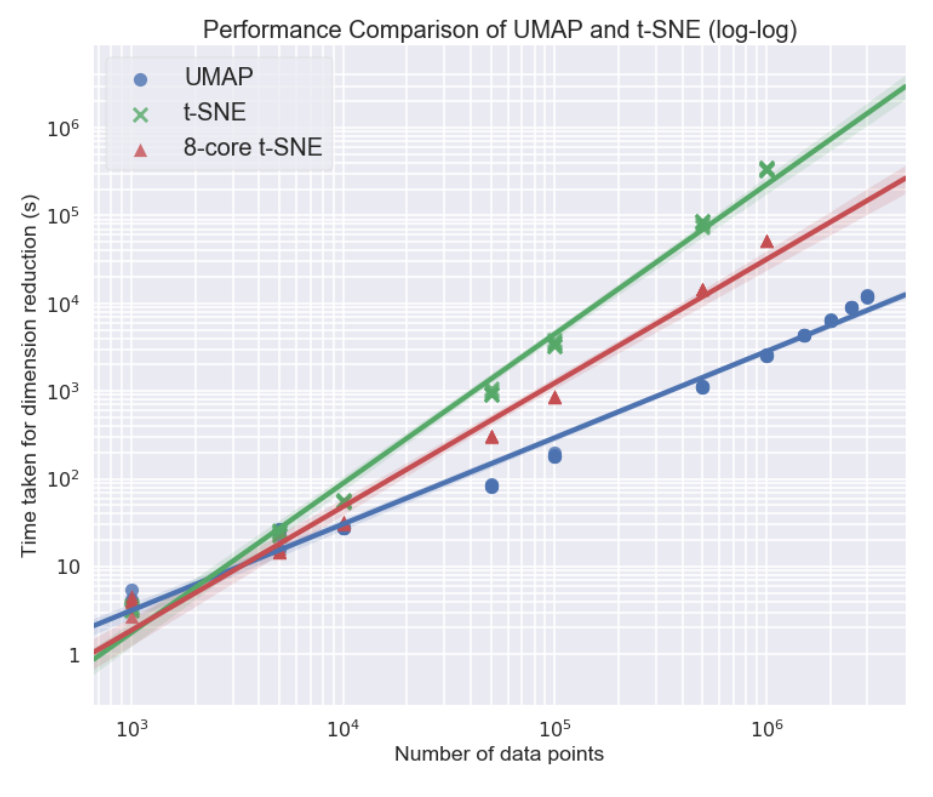 Performance Comparison of UMAP and t-SNE (log-log)
UMAP
t-SNE
8-core t-SNE
Time taken for dimension reduction (s)
10⁶
10⁵
10⁴
10³
10²
10
1
10³ 10⁴ 10⁵ 10⁶
Number of data points